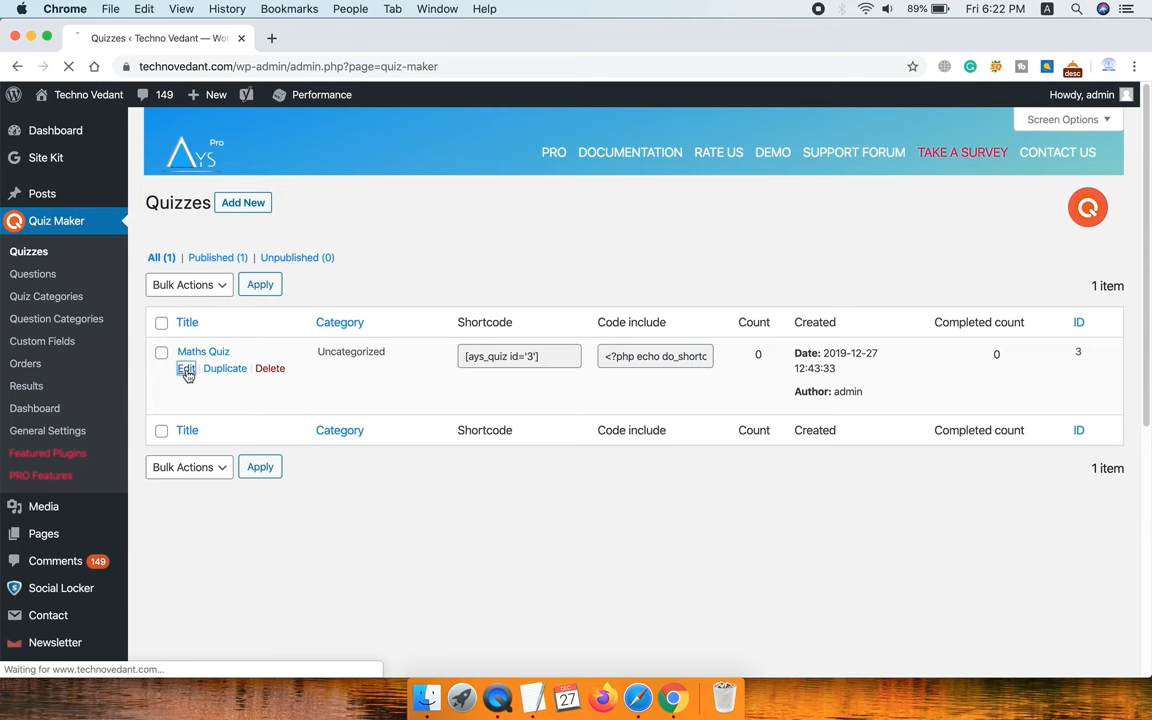 Chrome File Edit View History Bookmarks People Tab Window Help 89% Fri 6:22 PM A
Quizzes ‹ Techno Vedant — Wor
technovedant.com/wp-admin/admin.php?page=quiz-maker
desc
Techno Vedant 149 New Performance Howdy, admin
Screen Options
AYS Pro
PRO DOCUMENTATION RATE US DEMO SUPPORT FORUM TAKE A SURVEY CONTACT US
Dashboard
Site Kit
Posts
Quiz Maker
Quizzes
Questions
Quiz Categories
Question Categories
Custom Fields
Orders
Results
Dashboard
General Settings
Featured Plugins
PRO Features
Media
Pages
Comments 149
Social Locker
Contact
Newsletter
Quizzes Add New
Q
All (1) | Published (1) | Unpublished (0)
Bulk Actions Apply 1 item
Title Category Shortcode Code include Count Created Completed count ID
Maths Quiz Uncategorized [ays_quiz id='3'] <?php echo do_shortc 0 Date: 2019-12-27 0 3
Edit Duplicate | Delete 12:43:33
Author: admin
Title Category Shortcode Code include Count Created Completed count ID
Bulk Actions Apply 1 item
Waiting for www.technovedant.com...
DEC
27